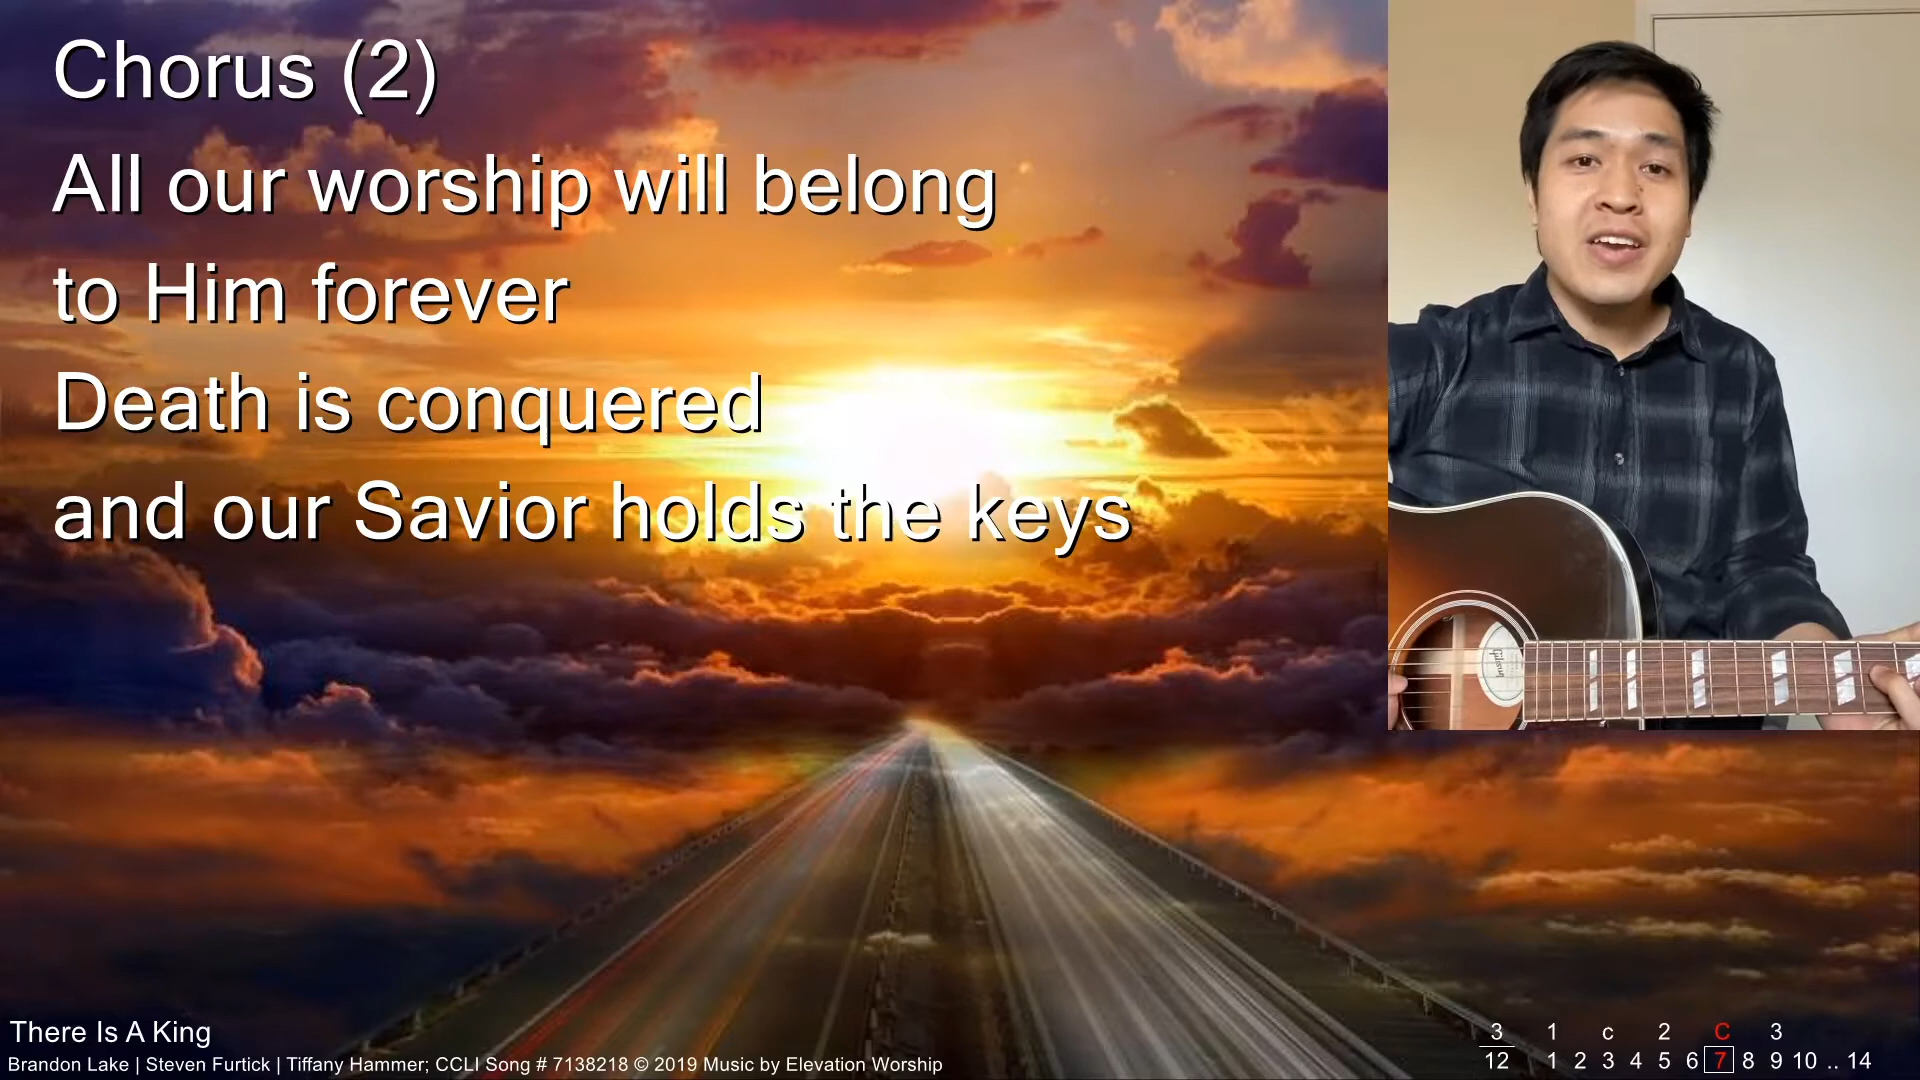 Chorus (2)
All our worship will belong
to Him forever
Death is conquered
and our Savior holds the keys
Gibson
There Is A King
Brandon Lake | Steven Furtick | Tiffany Hammer; CCLI Song # 7138218 © 2019 Music by Elevation Worship
3 1 c 2 C 3
12 1 2 3 4 5 6 7 8 9 10 .. 14